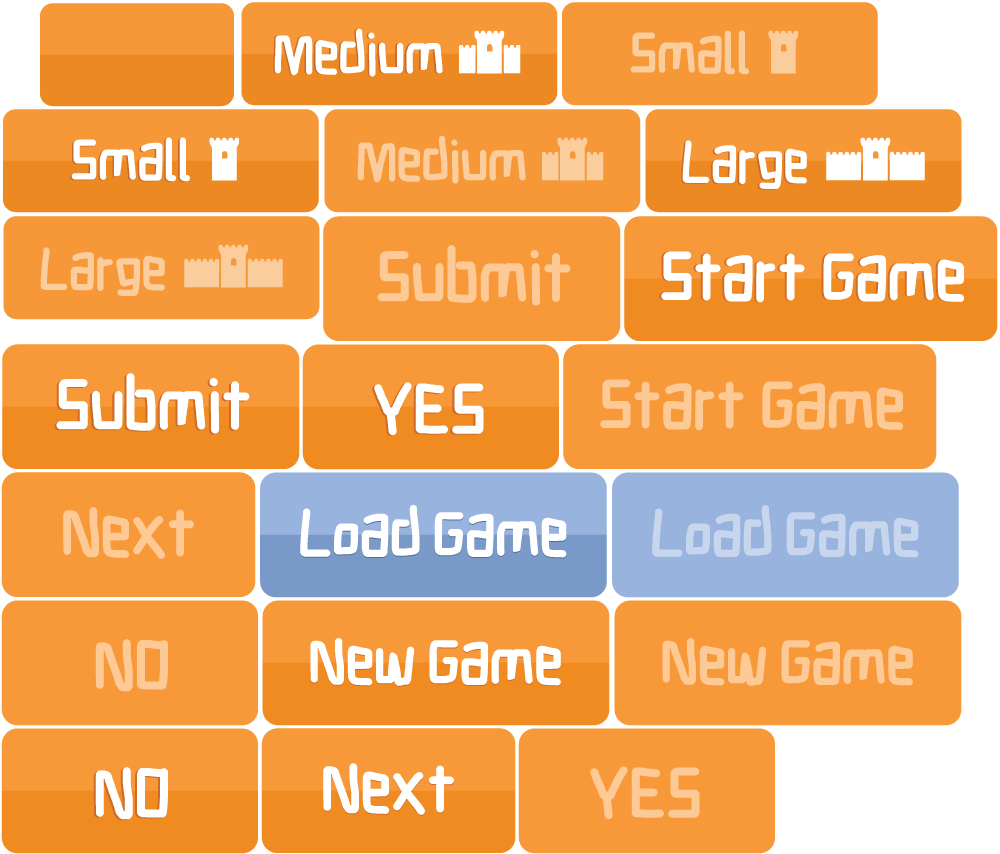 Medium
Small
Small
Medium
Large
Large
Submit
Start Game
Submit
YES
Start Game
Next
Load Game
Load Game
NO
New Game
New Game
NO
Next
YES